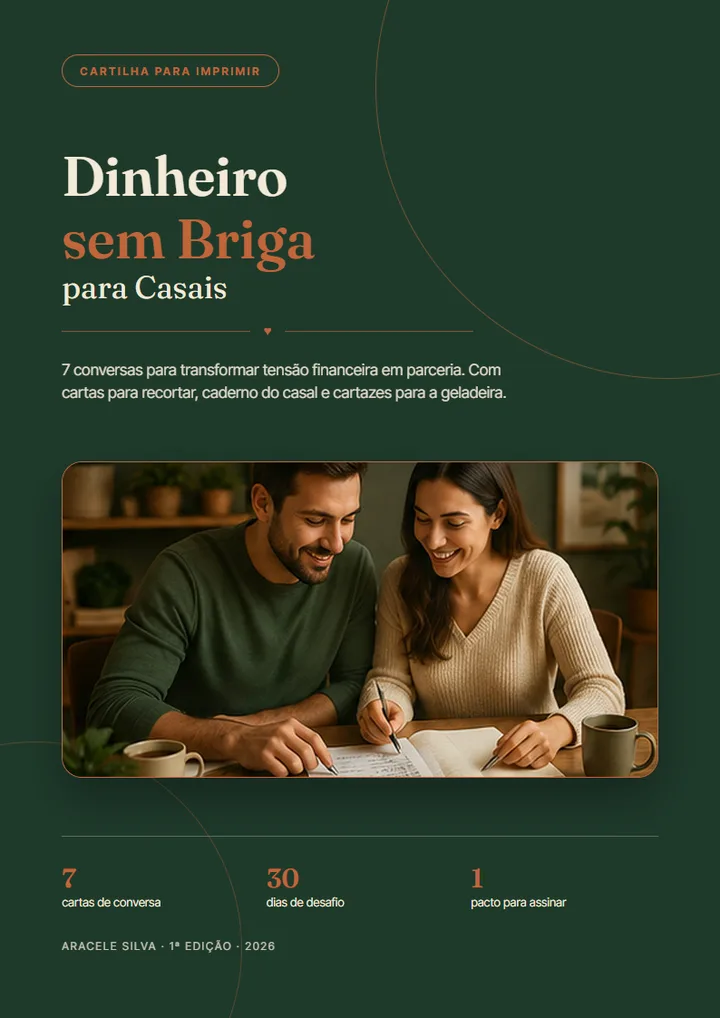 CARTILHA PARA IMPRIMIR
Dinheiro
sem Briga
para Casais
7 conversas para transformar tensão financeira em parceria. Com
cartas para recortar, caderno do casal e cartazes para a geladeira.
7
cartas de conversa
30
dias de desafio
1
pacto para assinar
ARACELE SILVA · 1ª EDIÇÃO · 2026